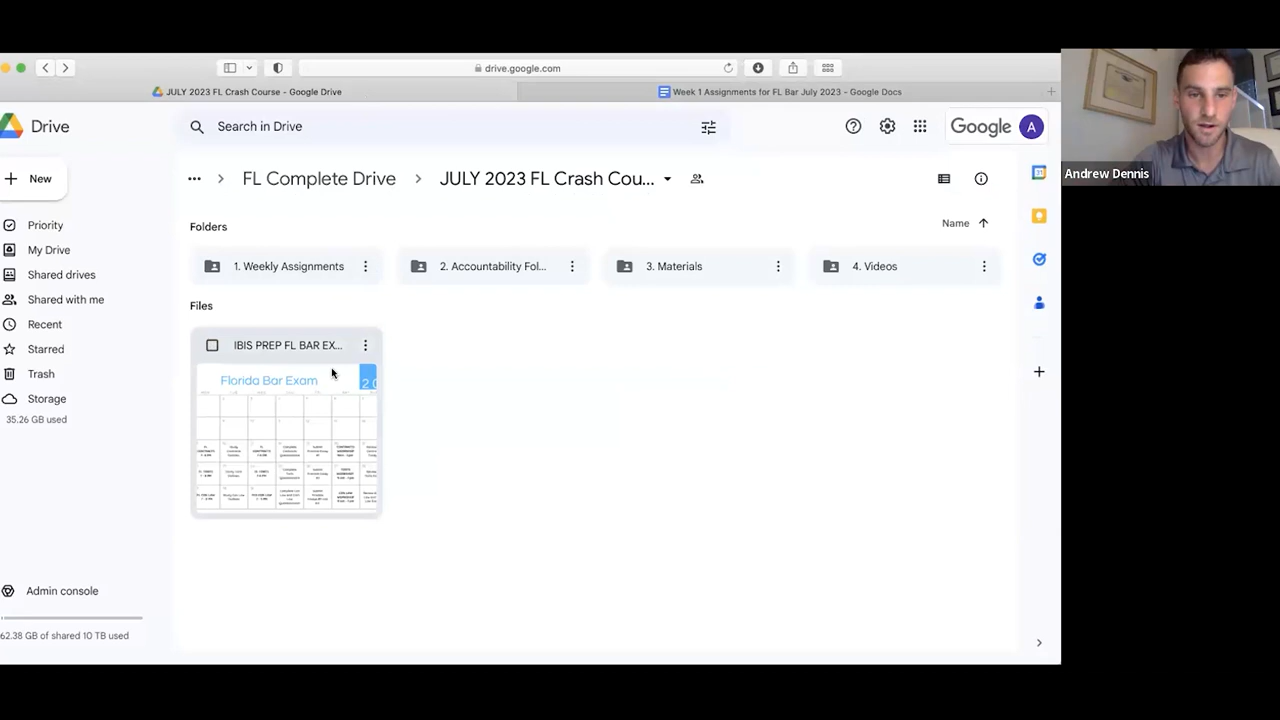 drive.google.com
JULY 2023 FL Crash Course - Google Drive
Week 1 Assignments for FL Bar July 2023 - Google Docs
Drive
Search in Drive
Google
A
Andrew Dennis
New
FL Complete Drive
JULY 2023 FL Crash Cou...
Priority
My Drive
Shared drives
Shared with me
Recent
Starred
Trash
Storage
35.26 GB used
Folders
Name
1. Weekly Assignments
2. Accountability Fol...
3. Materials
4. Videos
Files
IBIS PREP FL BAR EX...
Florida Bar Exam
Admin console
62.38 GB of shared 10 TB used